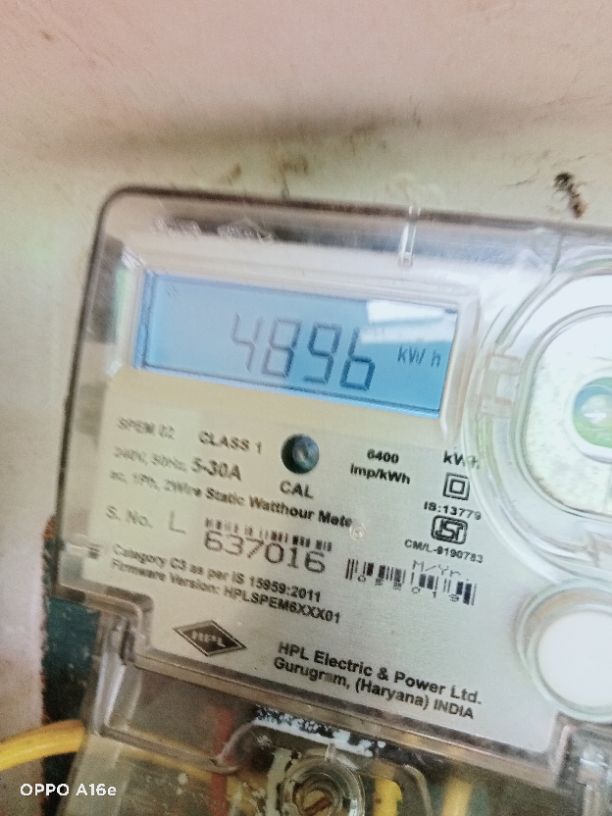 4896 kWh
SPEM 02 CLASS 1
240V, 50Hz, 5-30A CAL
6400 imp/kWh
ac, 1Ph, 2Wire Static Watthour Meter
IS:13779
CM/L-9190783
S. No. L 637016
M/Yr.
Category C3 as per IS 15959:2011
Firmware Version: HPLSPEM6XXX01
HPL
HPL Electric & Power Ltd.
Gurugram, (Haryana) INDIA
OPPO A16e